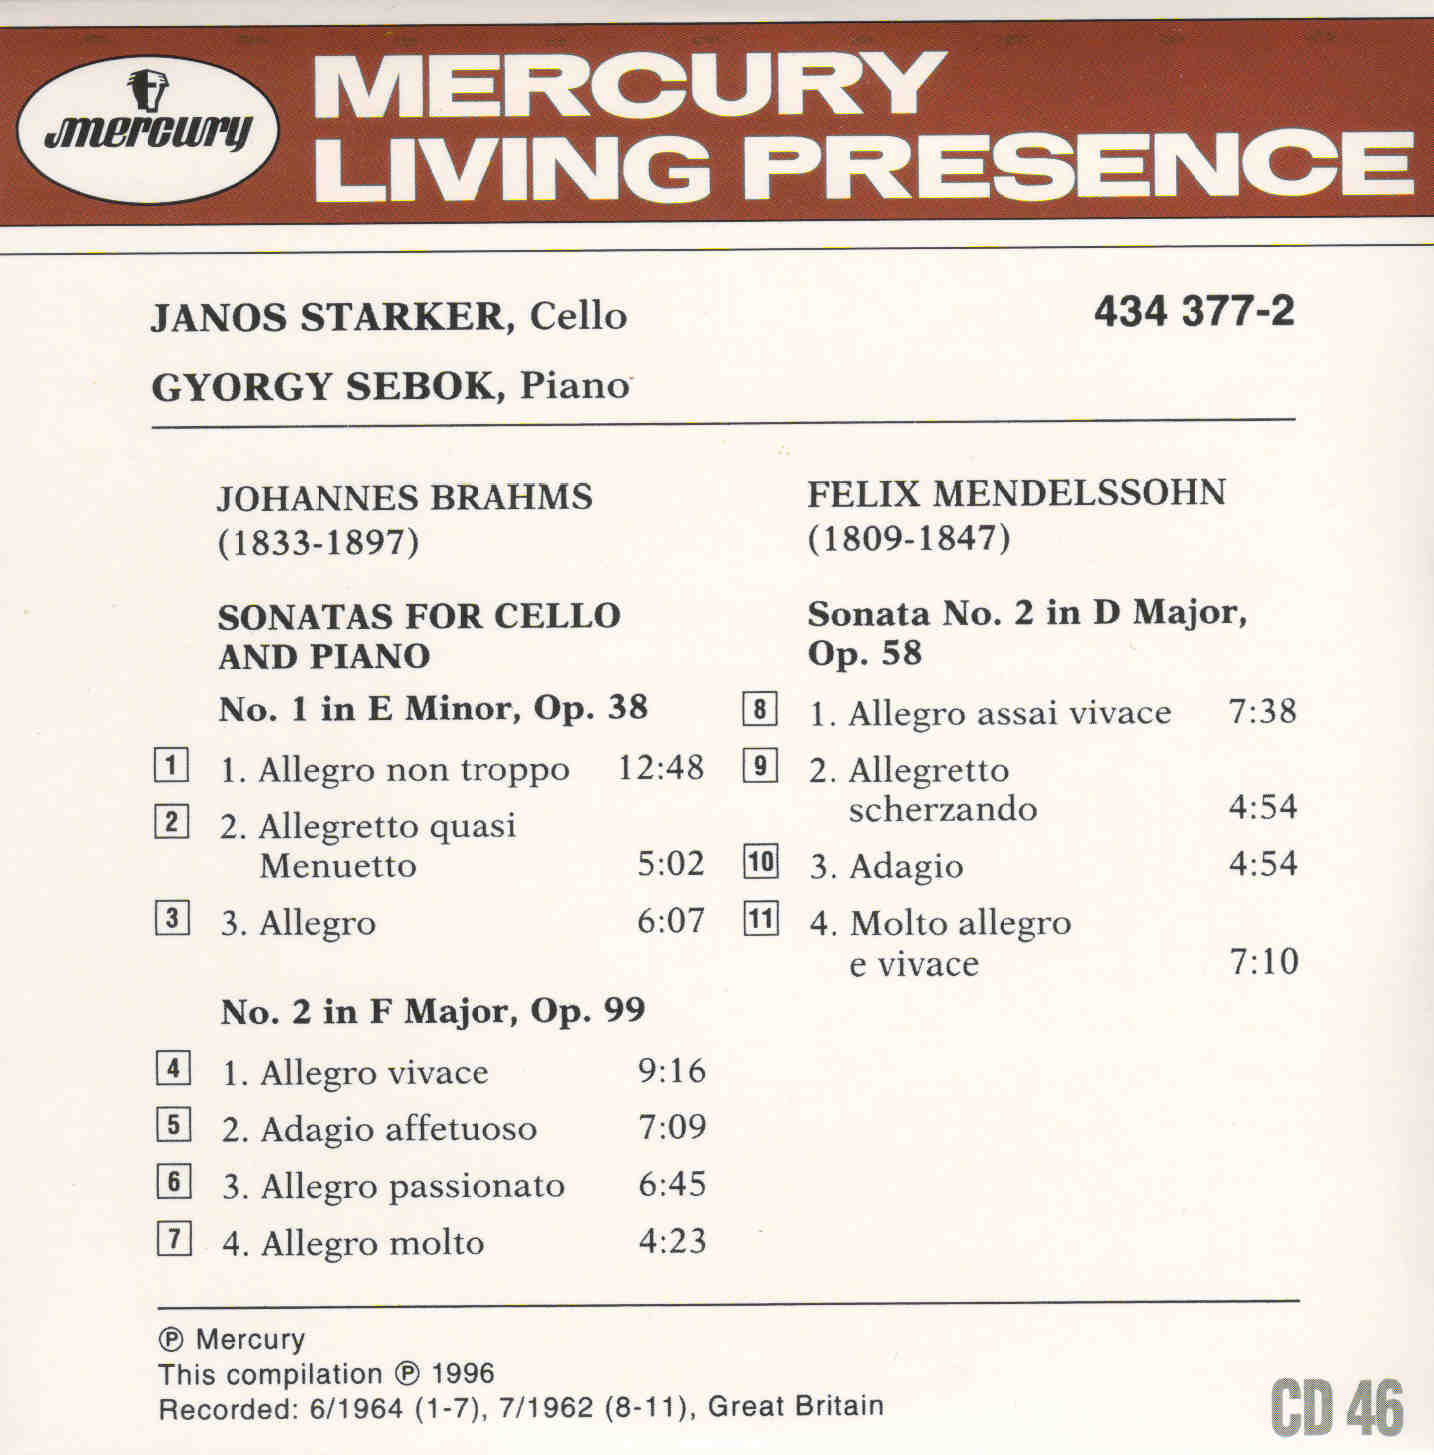 mercury
MERCURY
LIVING PRESENCE
JANOS STARKER, Cello
434 377-2
GYORGY SEBOK, Piano
JOHANNES BRAHMS
(1833-1897)
SONATAS FOR CELLO
AND PIANO
No. 1 in E Minor, Op. 38
1 1. Allegro non troppo 12:48
2 2. Allegretto quasi
Menuetto 5:02
3 3. Allegro 6:07
No. 2 in F Major, Op. 99
4 1. Allegro vivace 9:16
5 2. Adagio affetuoso 7:09
6 3. Allegro passionato 6:45
7 4. Allegro molto 4:23
FELIX MENDELSSOHN
(1809-1847)
Sonata No. 2 in D Major,
Op. 58
8 1. Allegro assai vivace 7:38
9 2. Allegretto
scherzando 4:54
10 3. Adagio 4:54
11 4. Molto allegro
e vivace 7:10
℗ Mercury
This compilation ℗ 1996
Recorded: 6/1964 (1-7), 7/1962 (8-11), Great Britain
CD 46